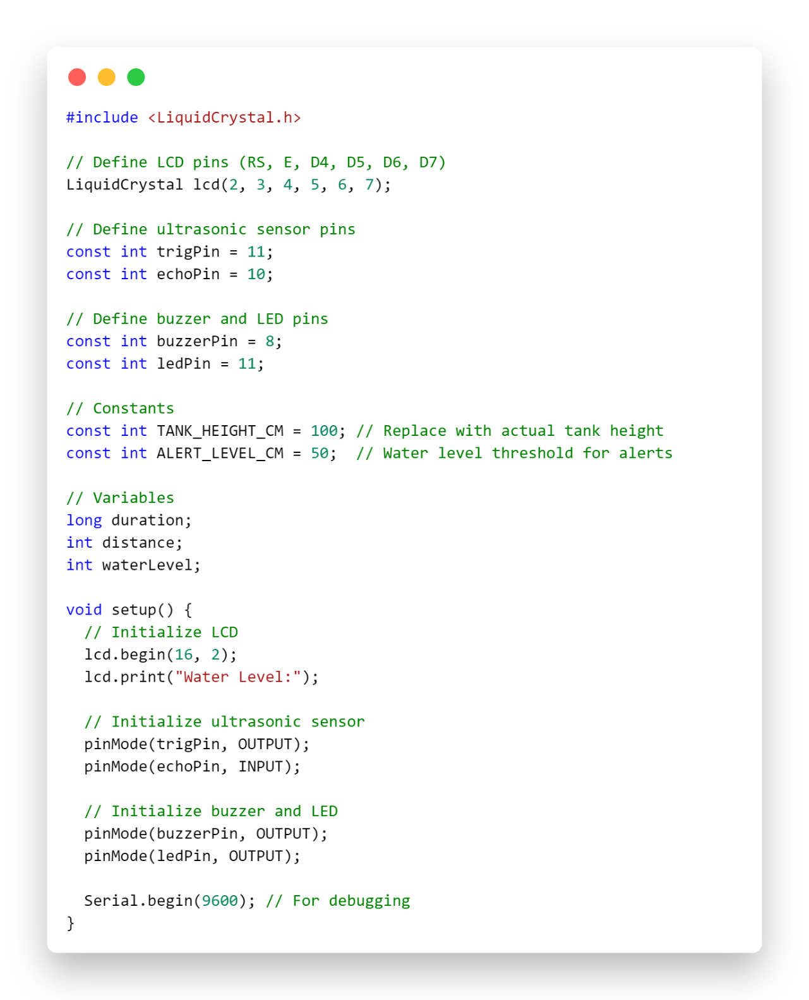 #include <LiquidCrystal.h>

// Define LCD pins (RS, E, D4, D5, D6, D7)
LiquidCrystal lcd(2, 3, 4, 5, 6, 7);

// Define ultrasonic sensor pins
const int trigPin = 11;
const int echoPin = 10;

// Define buzzer and LED pins
const int buzzerPin = 8;
const int ledPin = 11;

// Constants
const int TANK_HEIGHT_CM = 100; // Replace with actual tank height
const int ALERT_LEVEL_CM = 50;  // Water level threshold for alerts

// Variables
long duration;
int distance;
int waterLevel;

void setup() {
  // Initialize LCD
  lcd.begin(16, 2);
  lcd.print("Water Level:");

  // Initialize ultrasonic sensor
  pinMode(trigPin, OUTPUT);
  pinMode(echoPin, INPUT);

  // Initialize buzzer and LED
  pinMode(buzzerPin, OUTPUT);
  pinMode(ledPin, OUTPUT);

  Serial.begin(9600); // For debugging
}